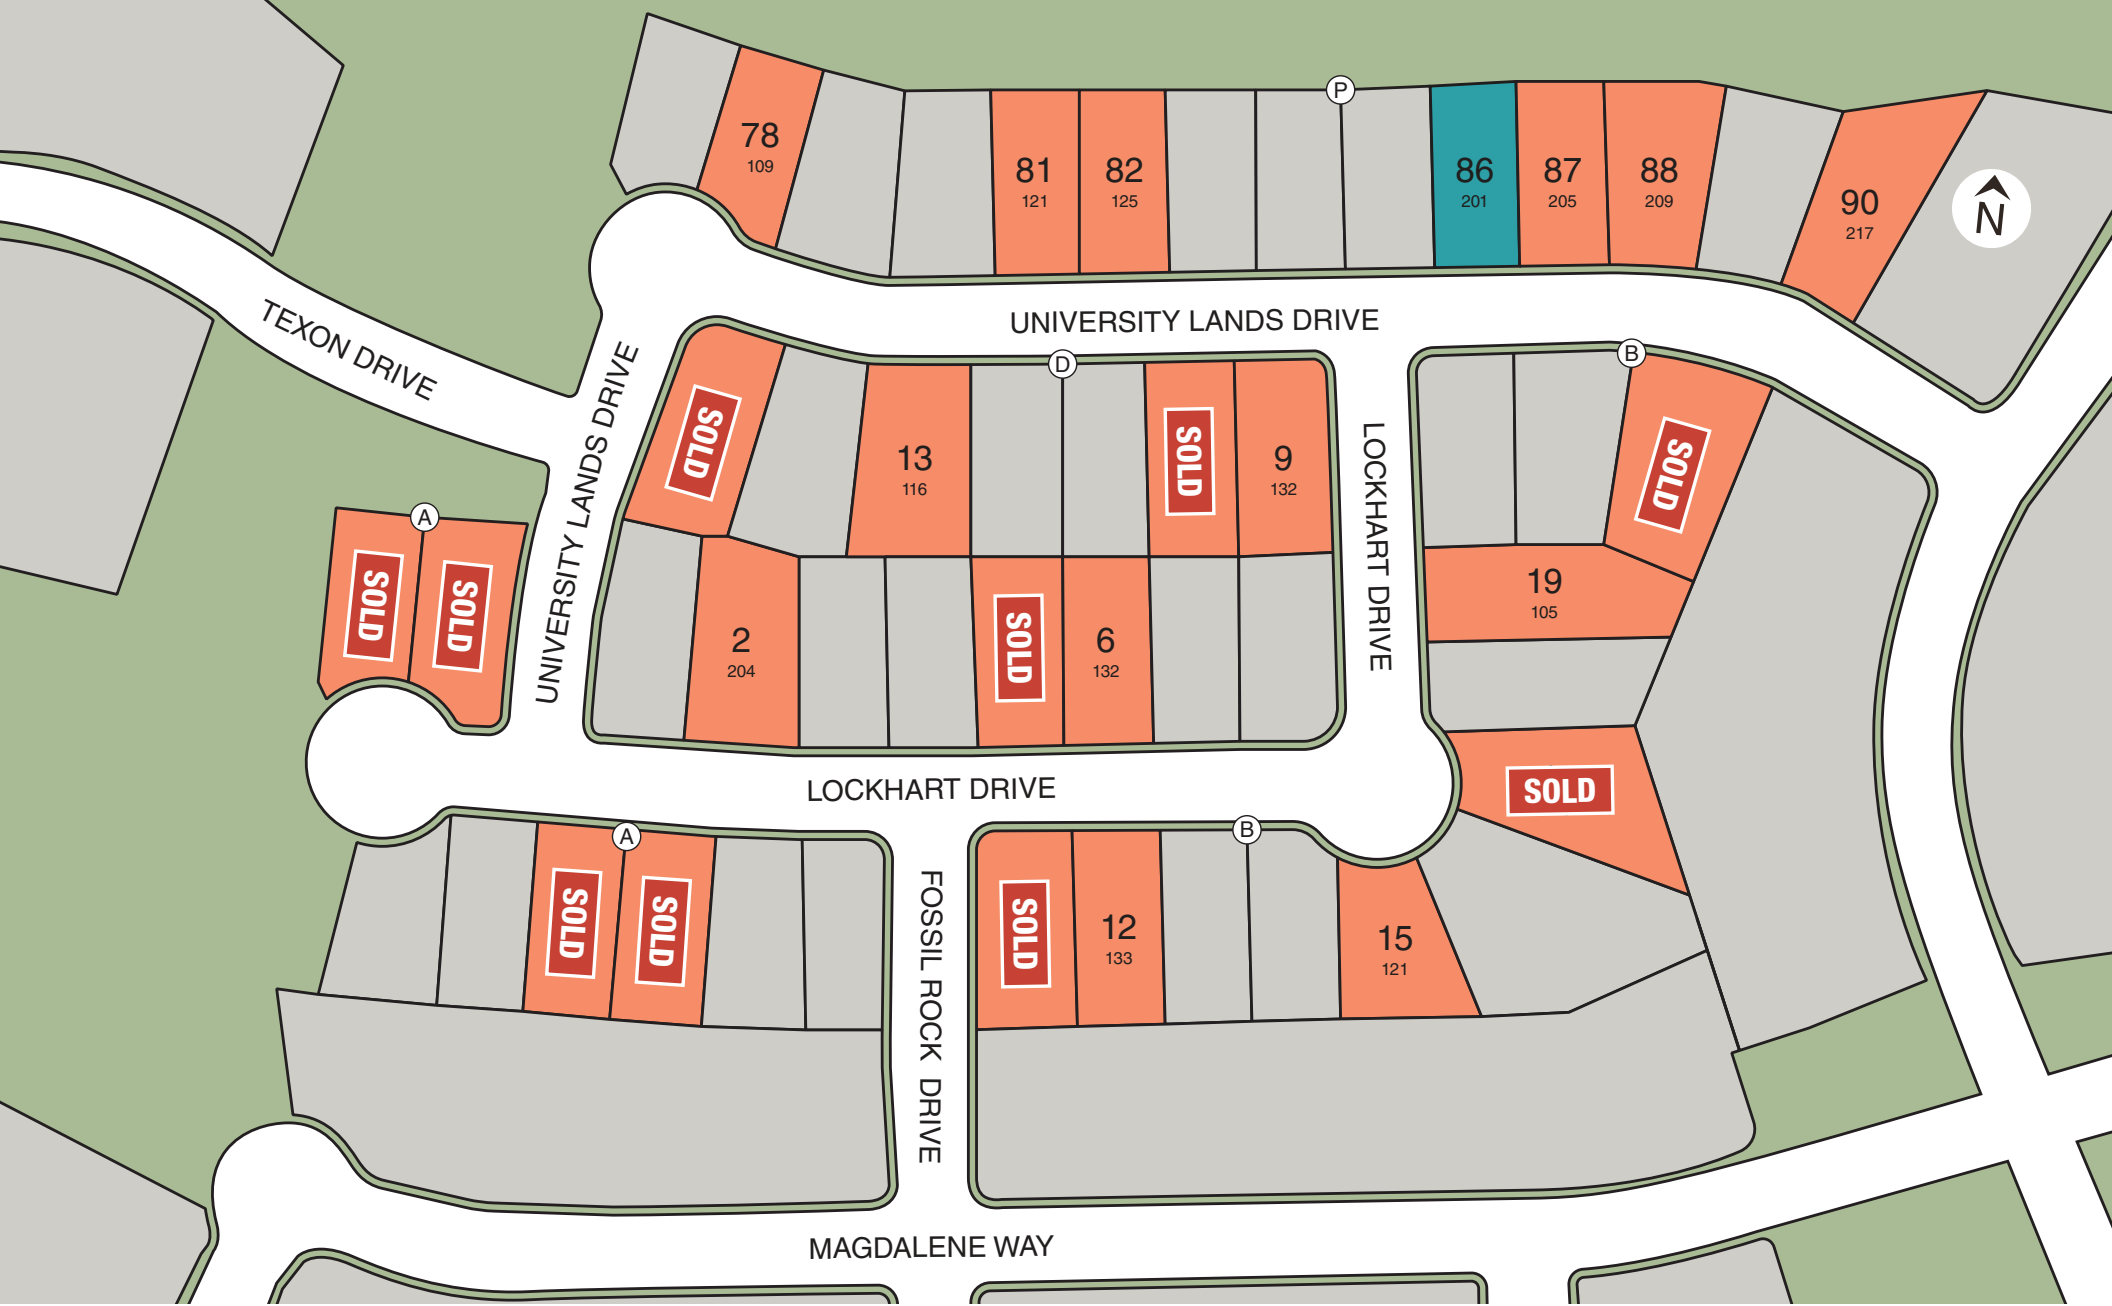 P
78
109
81
121
82
125
86
201
87
205
88
209
90
217
N
TEXON DRIVE
UNIVERSITY LANDS DRIVE
UNIVERSITY LANDS DRIVE
D
B
SOLD
13
116
SOLD
9
132
LOCKHART DRIVE
SOLD
A
SOLD
SOLD
2
204
SOLD
6
132
19
105
SOLD
LOCKHART DRIVE
A
B
SOLD
SOLD
FOSSIL ROCK DRIVE
SOLD
12
133
15
121
MAGDALENE WAY